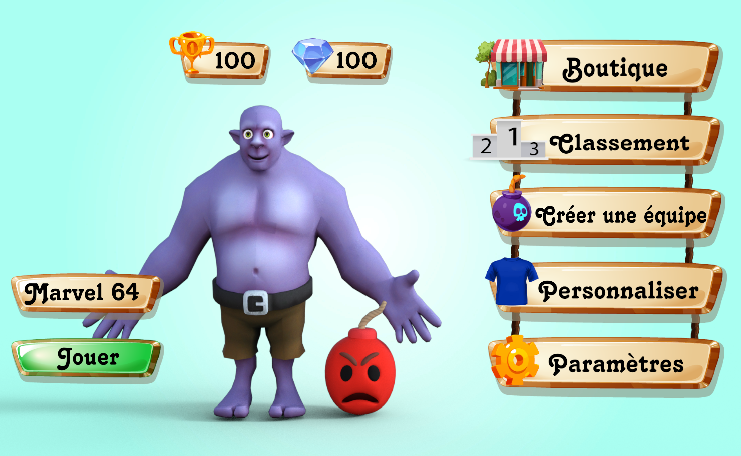 100
100
Boutique
2 1 3
Classement
Créer une équipe
Marvel 64
Personnaliser
Jouer
Paramètres